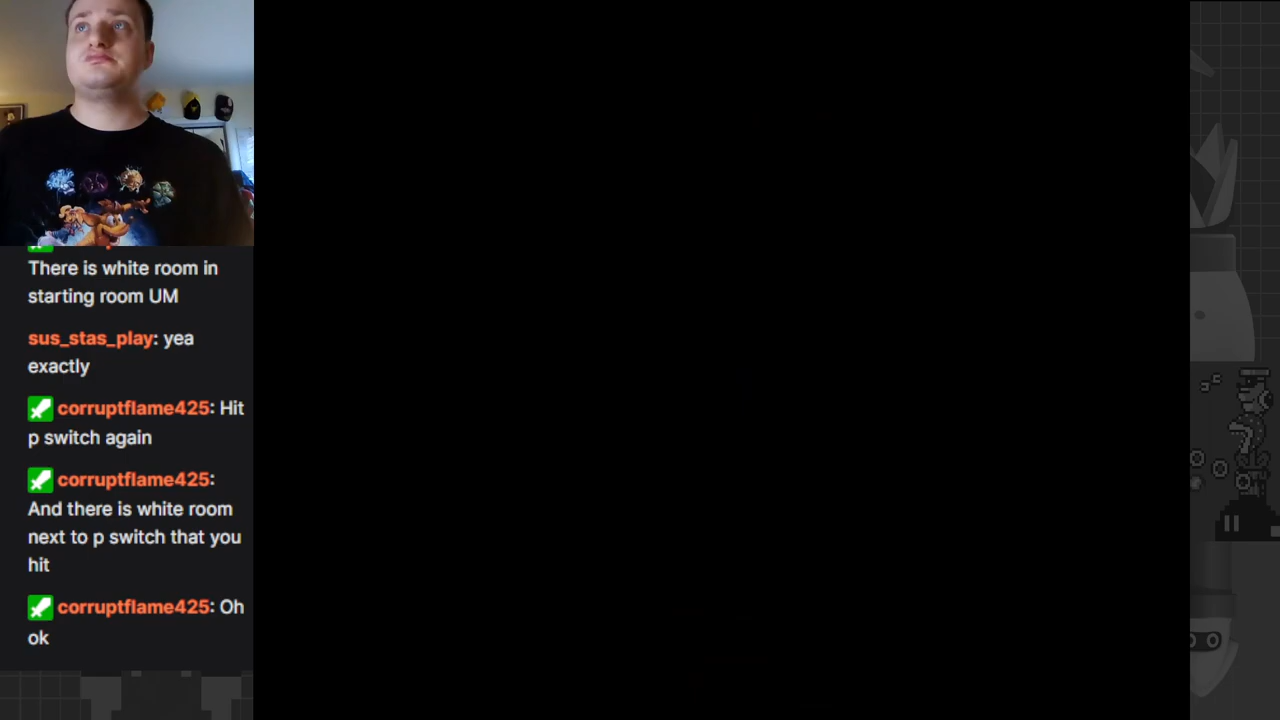 There is white room in
starting room UM
sus_stas_play: yea
exactly
corruptflame425: Hit
p switch again
corruptflame425:
And there is white room
next to p switch that you
hit
corruptflame425: Oh
ok